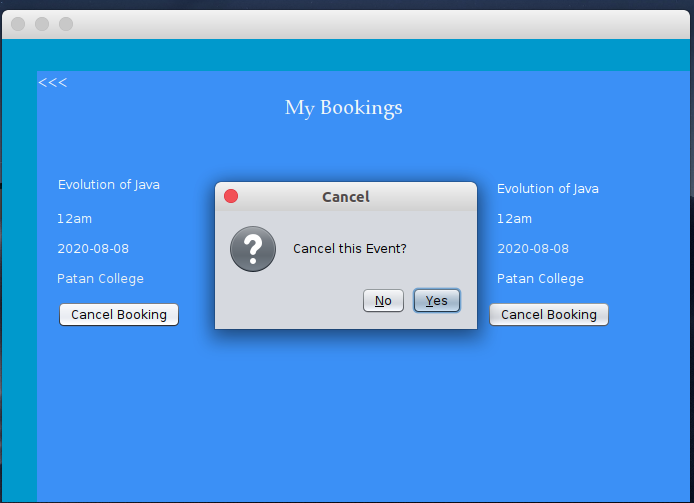 <<<
My Bookings
Evolution of Java
12am
2020-08-08
Patan College
Cancel Booking
Cancel
Cancel this Event?
No Yes
Evolution of Java
12am
2020-08-08
Patan College
Cancel Booking